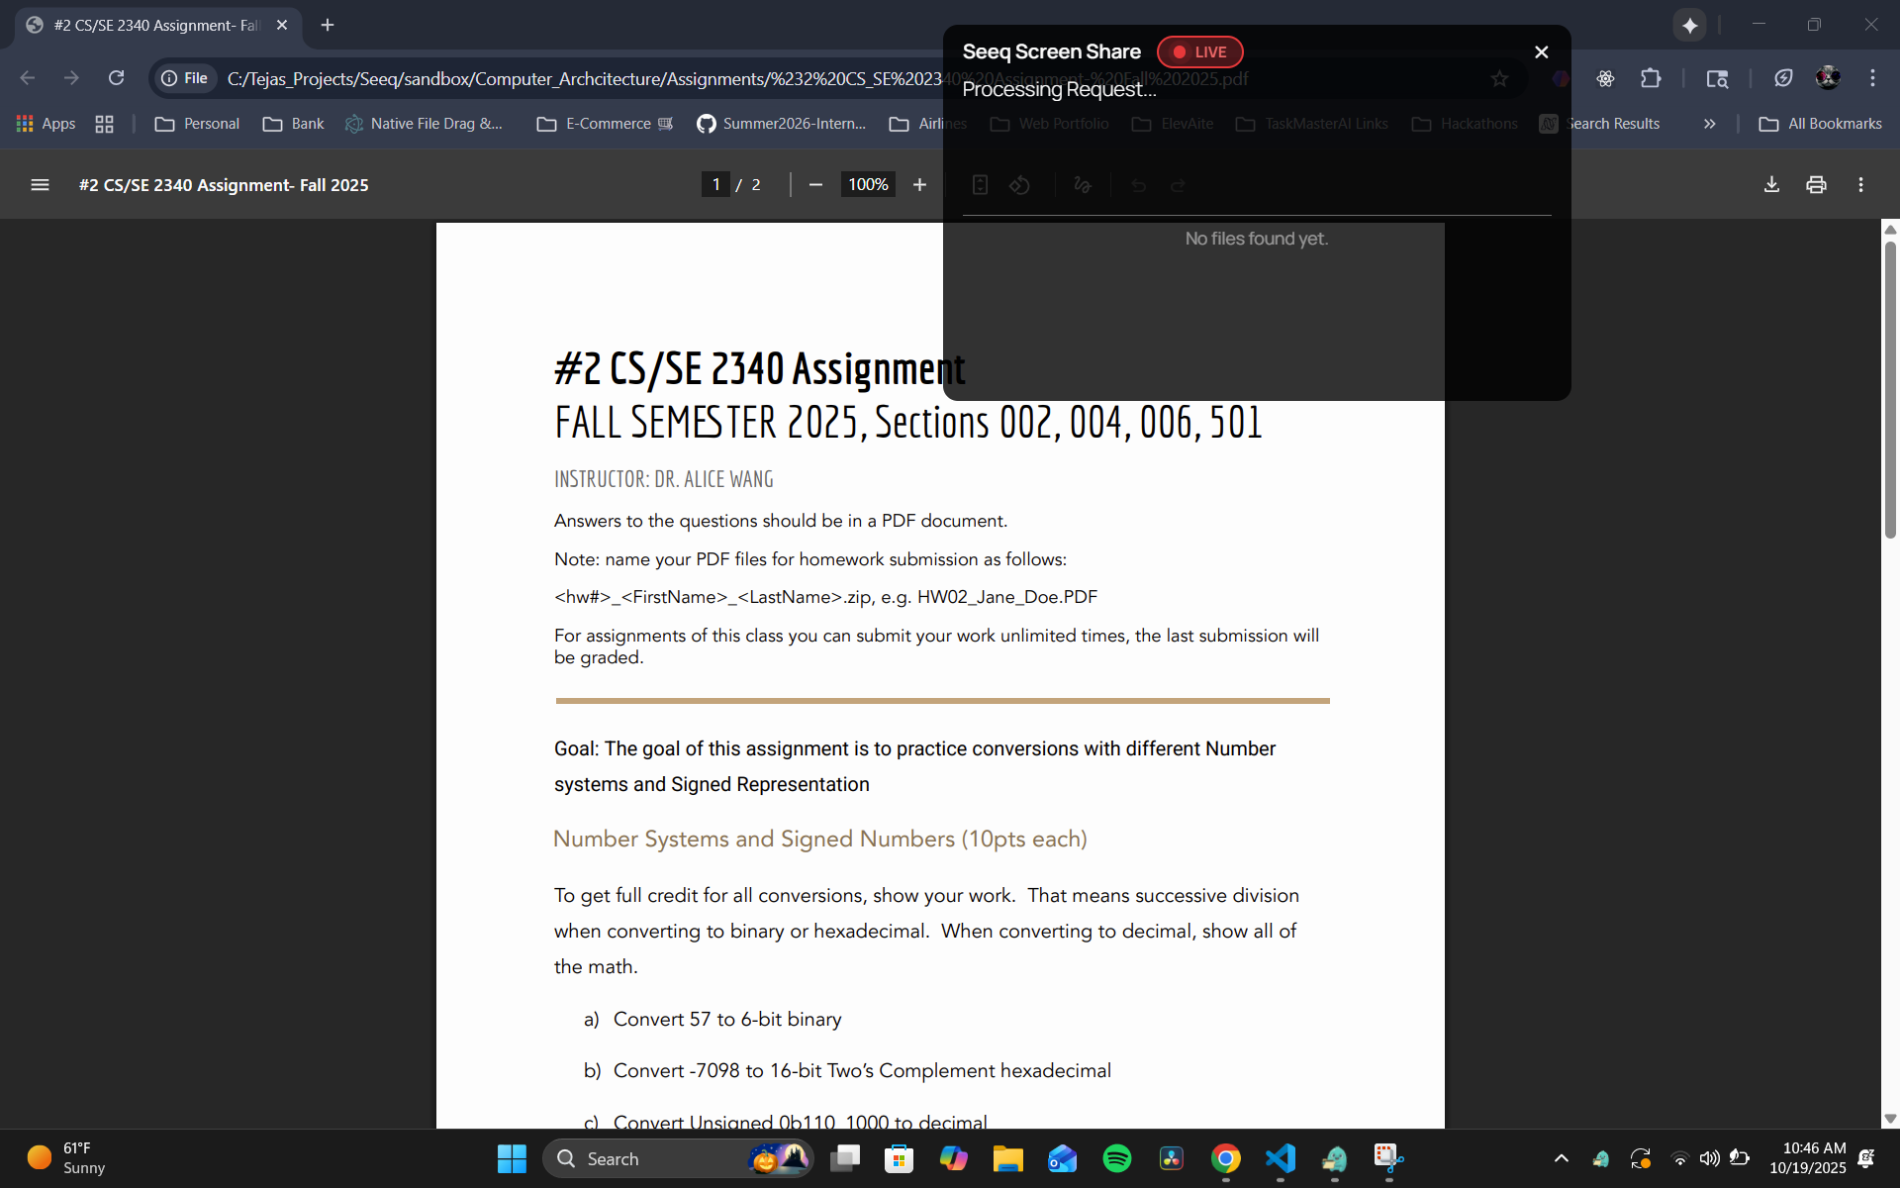 #2 CS/SE 2340 Assignment- Fal
File
C:/Tejas_Projects/Seeq/sandbox/Computer_Archcitecture/Assignments/%232%20CS_SE%202340%20Assignment-%20Fall%202025.pdf
Seeq Screen Share
LIVE
Processing Request...
Apps
Personal
Bank
Native File Drag &...
E-Commerce
Summer2026-Intern...
Airlines
Web Portfolio
ElevAite
TaskMasterAI Links
Hackathons
Search Results
All Bookmarks
#2 CS/SE 2340 Assignment- Fall 2025
1 / 2
100%
No files found yet.
#2 CS/SE 2340 Assignment
FALL SEMESTER 2025, Sections 002, 004, 006, 501
INSTRUCTOR: DR. ALICE WANG
Answers to the questions should be in a PDF document.
Note: name your PDF files for homework submission as follows:
<hw#>_<FirstName>_<LastName>.zip, e.g. HW02_Jane_Doe.PDF
For assignments of this class you can submit your work unlimited times, the last submission will
be graded.
Goal: The goal of this assignment is to practice conversions with different Number
systems and Signed Representation
Number Systems and Signed Numbers (10pts each)
To get full credit for all conversions, show your work.  That means successive division
when converting to binary or hexadecimal.  When converting to decimal, show all of
the math.
a) Convert 57 to 6-bit binary
b) Convert -7098 to 16-bit Two's Complement hexadecimal
c) Convert Unsigned 0b110_1000 to decimal
61°F
Sunny
Search
10:46 AM
10/19/2025